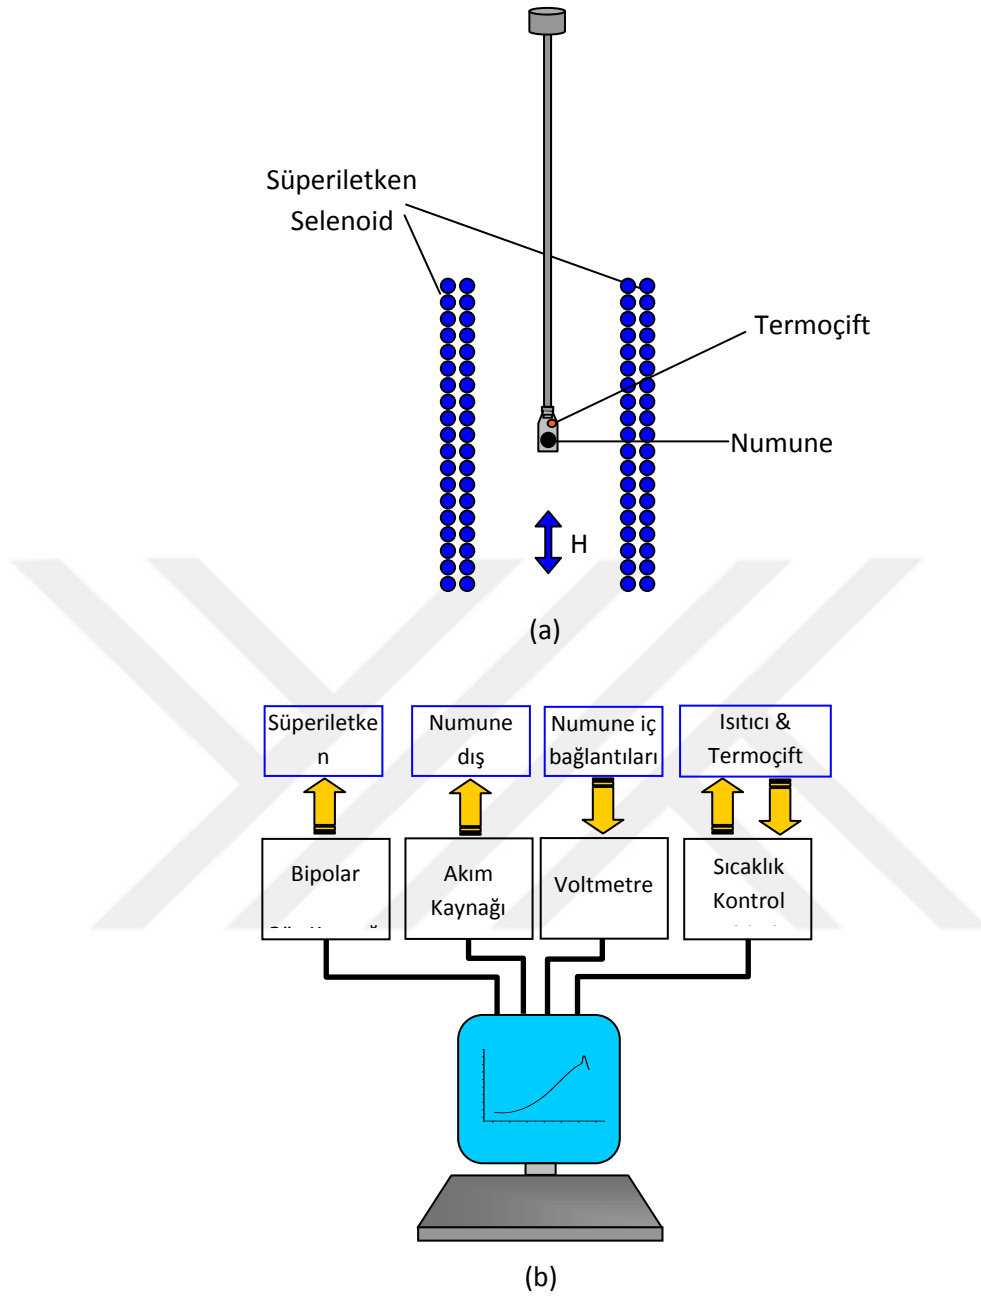 Süperiletken
Selenoid
Termoçift
Numune
H
(a)
Süperiletke
n
Numune
dış
Numune iç
bağlantıları
Isıtıcı &
Termoçift
Bipolar
Akım
Kaynağı
Voltmetre
Sıcaklık
Kontrol
(b)